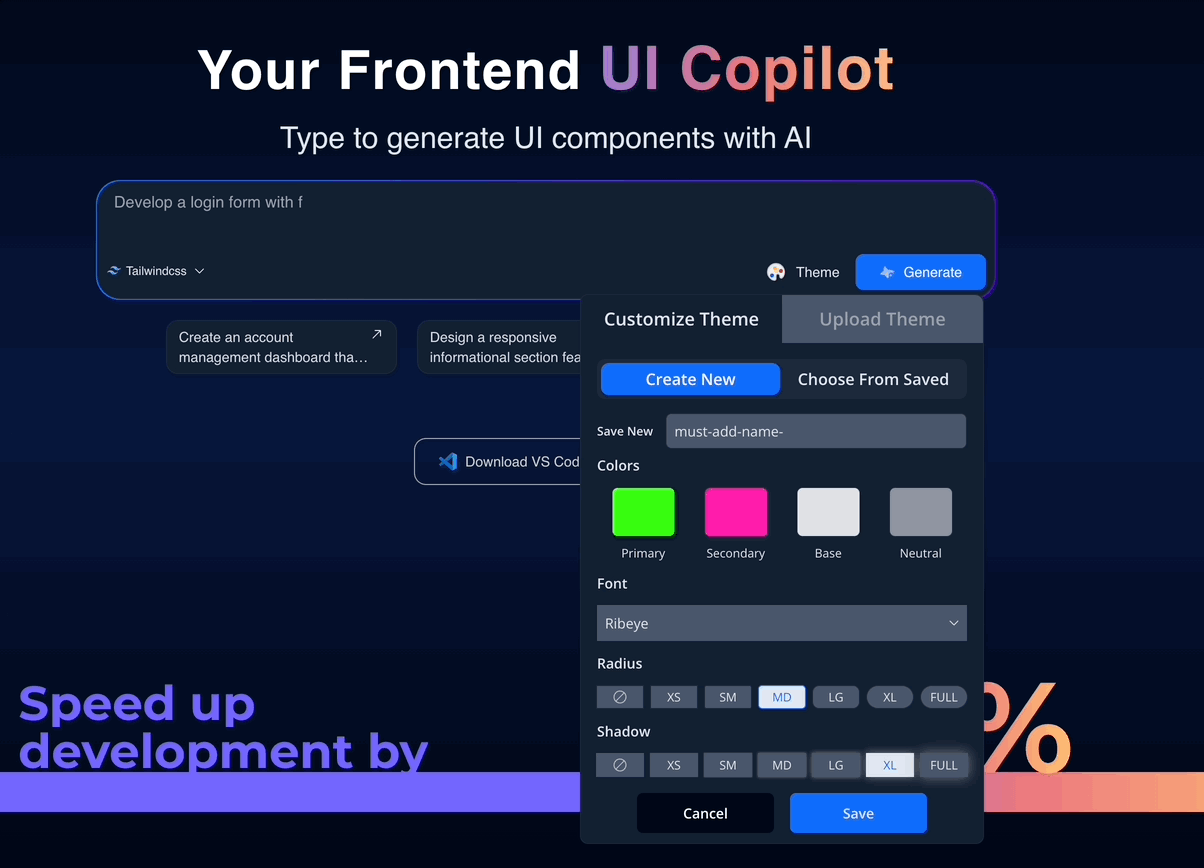 Your Frontend UI Copilot
Type to generate UI components with AI
Develop a login form with f
Tailwindcss
Theme
Generate
Create an account
management dashboard tha...
Design a responsive
informational section fea
Download VS Cod
Customize Theme
Upload Theme
Create New
Choose From Saved
Save New
must-add-name-
Colors
Primary
Secondary
Base
Neutral
Font
Ribeye
Radius
XS
SM
MD
LG
XL
FULL
Shadow
XS
SM
MD
LG
XL
FULL
Cancel
Save
Speed up
development by
%